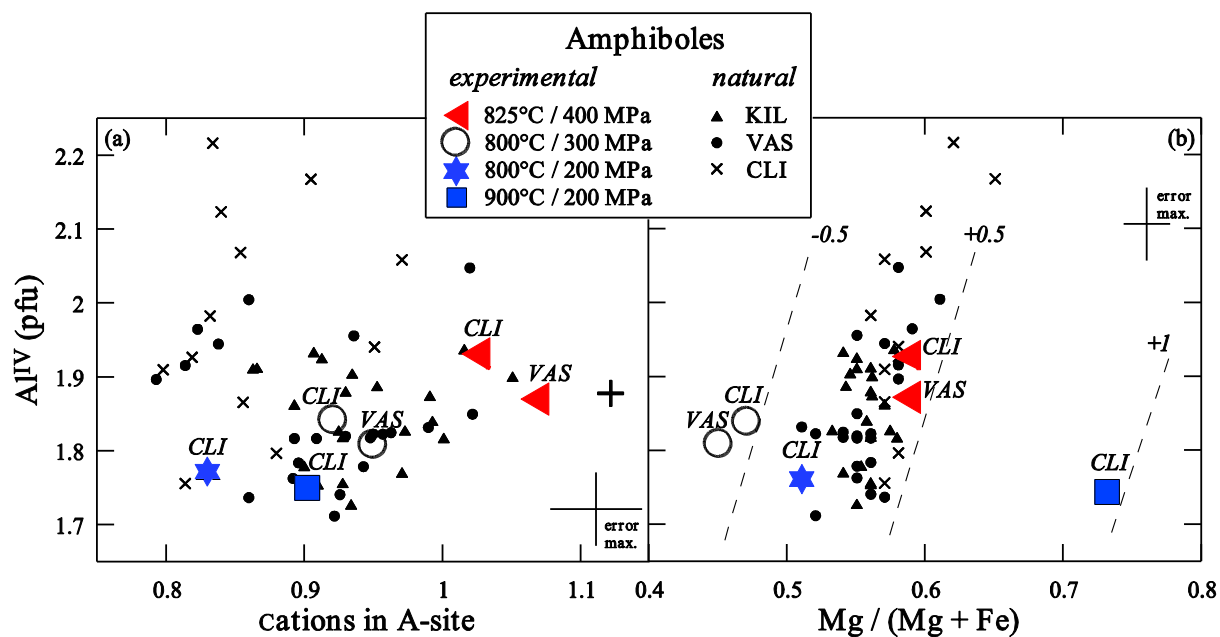 Amphiboles
experimental natural
825°C / 400 MPa KIL
800°C / 300 MPa VAS
800°C / 200 MPa CLI
900°C / 200 MPa
(a)
2.2
2.1
2
1.9
1.8
1.7
Al^IV (pfu)
CLI
VAS
CLI
VAS
CLI
CLI
error
max.
0.8 0.9 1 1.1
Cations in A-site
(b)
error
max.
-0.5
+0.5
+1
CLI
VAS
VAS
CLI
CLI
CLI
0.4 0.5 0.6 0.7 0.8
Mg / (Mg + Fe)